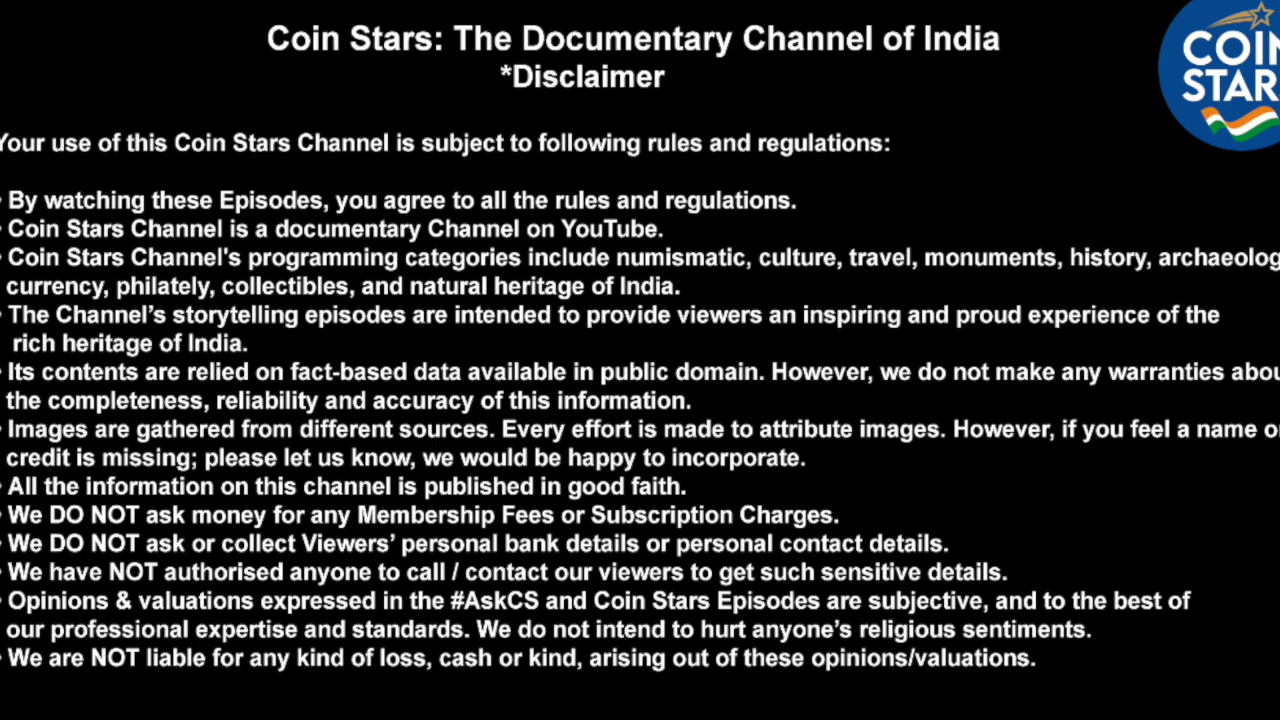 Coin Stars: The Documentary Channel of India
*Disclaimer
COIN
STAR
Your use of this Coin Stars Channel is subject to following rules and regulations:
• By watching these Episodes, you agree to all the rules and regulations.
• Coin Stars Channel is a documentary Channel on YouTube.
• Coin Stars Channel's programming categories include numismatic, culture, travel, monuments, history, archaeolog
currency, philately, collectibles, and natural heritage of India.
• The Channel’s storytelling episodes are intended to provide viewers an inspiring and proud experience of the
rich heritage of India.
• Its contents are relied on fact-based data available in public domain. However, we do not make any warranties abou
the completeness, reliability and accuracy of this information.
• Images are gathered from different sources. Every effort is made to attribute images. However, if you feel a name or
credit is missing; please let us know, we would be happy to incorporate.
• All the information on this channel is published in good faith.
• We DO NOT ask money for any Membership Fees or Subscription Charges.
• We DO NOT ask or collect Viewers’ personal bank details or personal contact details.
• We have NOT authorised anyone to call / contact our viewers to get such sensitive details.
• Opinions & valuations expressed in the #AskCS and Coin Stars Episodes are subjective, and to the best of
our professional expertise and standards. We do not intend to hurt anyone’s religious sentiments.
• We are NOT liable for any kind of loss, cash or kind, arising out of these opinions/valuations.